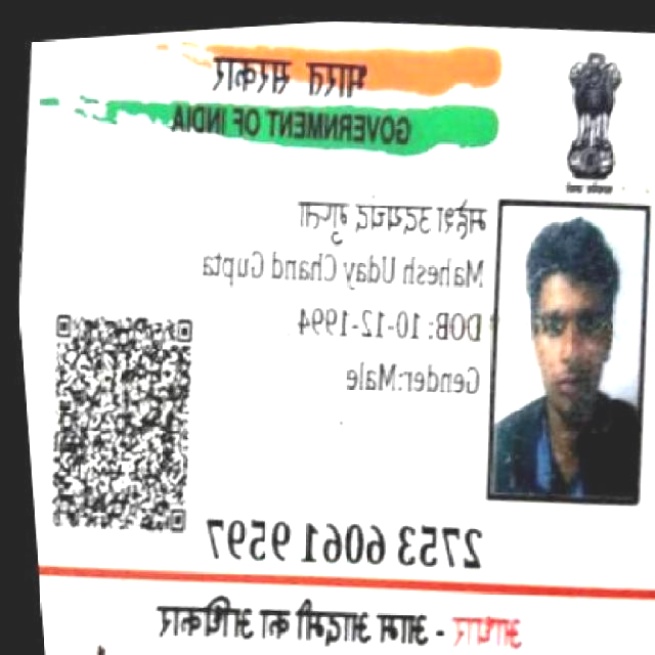 भारत सरकार
GOVERNMENT OF INDIA
महेश उदयचंद गुप्ता
Mahesh Uday Chand Gupta
DOB: 10-12-1994
Gender:Male
2753 6061 9597
आधार - आम आदमी का अधिकार